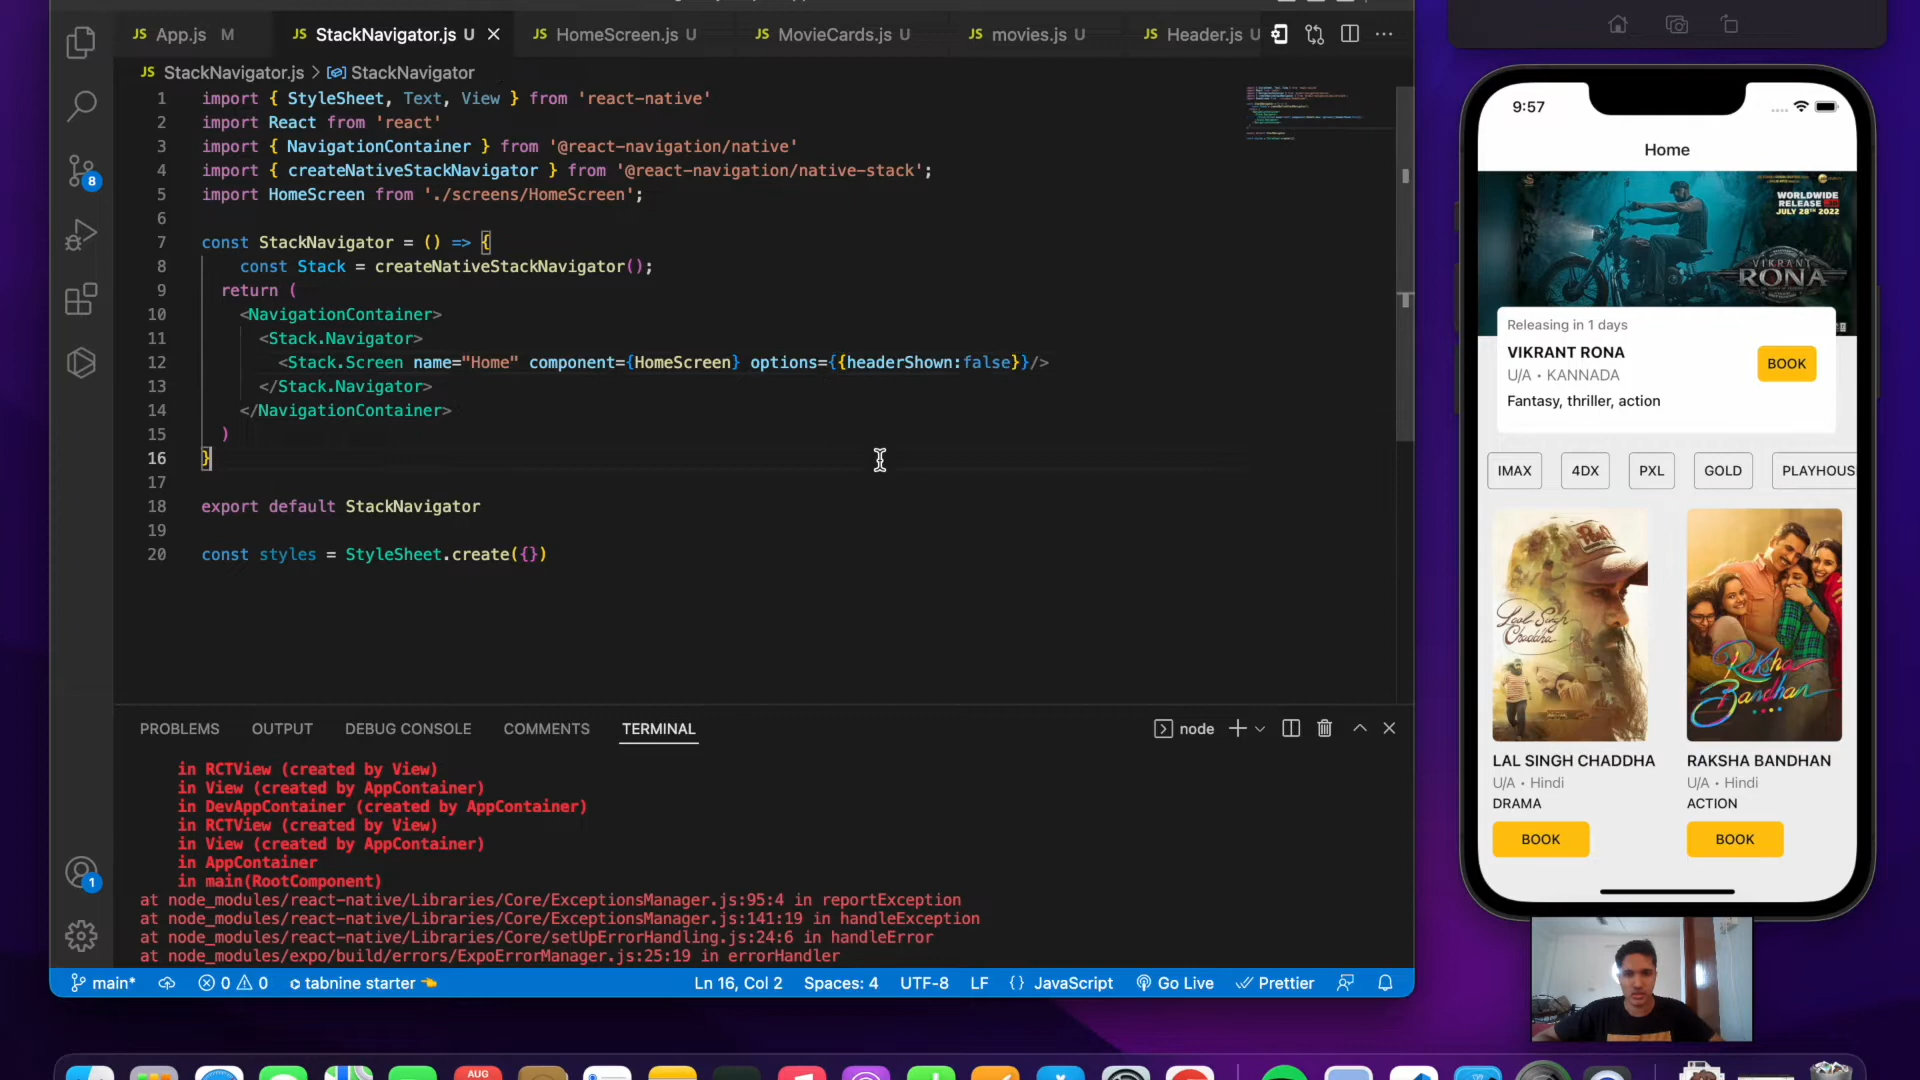 JS App.js M
JS StackNavigator.js U
JS HomeScreen.js U
JS MovieCards.js U
JS movies.js U
JS Header.js U
JS StackNavigator.js > StackNavigator
1 import { StyleSheet, Text, View } from 'react-native'
2 import React from 'react'
3 import { NavigationContainer } from '@react-navigation/native'
4 import { createNativeStackNavigator } from '@react-navigation/native-stack';
5 import HomeScreen from './screens/HomeScreen';
6
7 const StackNavigator = () => {
8 const Stack = createNativeStackNavigator();
9 return (
10 <NavigationContainer>
11 <Stack.Navigator>
12 <Stack.Screen name="Home" component={HomeScreen} options={{headerShown:false}}/>
13 </Stack.Navigator>
14 </NavigationContainer>
15 )
16 }
17
18 export default StackNavigator
19
20 const styles = StyleSheet.create({})
8
1
PROBLEMS OUTPUT DEBUG CONSOLE COMMENTS TERMINAL
node
in RCTView (created by View)
in View (created by AppContainer)
in DevAppContainer (created by AppContainer)
in RCTView (created by View)
in View (created by AppContainer)
in AppContainer
in main(RootComponent)
at node_modules/react-native/Libraries/Core/ExceptionsManager.js:95:4 in reportException
at node_modules/react-native/Libraries/Core/ExceptionsManager.js:141:19 in handleException
at node_modules/react-native/Libraries/Core/setUpErrorHandling.js:24:6 in handleError
at node_modules/expo/build/errors/ExpoErrorManager.js:25:19 in errorHandler
main* 0 0 tabnine starter Ln 16, Col 2 Spaces: 4 UTF-8 LF {} JavaScript Go Live Prettier
9:57
Home
WORLDWIDE
RELEASE
JULY 28TH 2022
VIKRANT
RONA
Releasing in 1 days
VIKRANT RONA
U/A • KANNADA
Fantasy, thriller, action
BOOK
IMAX 4DX PXL GOLD PLAYHOUS
Laal Singh
Chaddha
Raksha
Bandhan
LAL SINGH CHADDHA
U/A • Hindi
DRAMA
BOOK
RAKSHA BANDHAN
U/A • Hindi
ACTION
BOOK
AUG